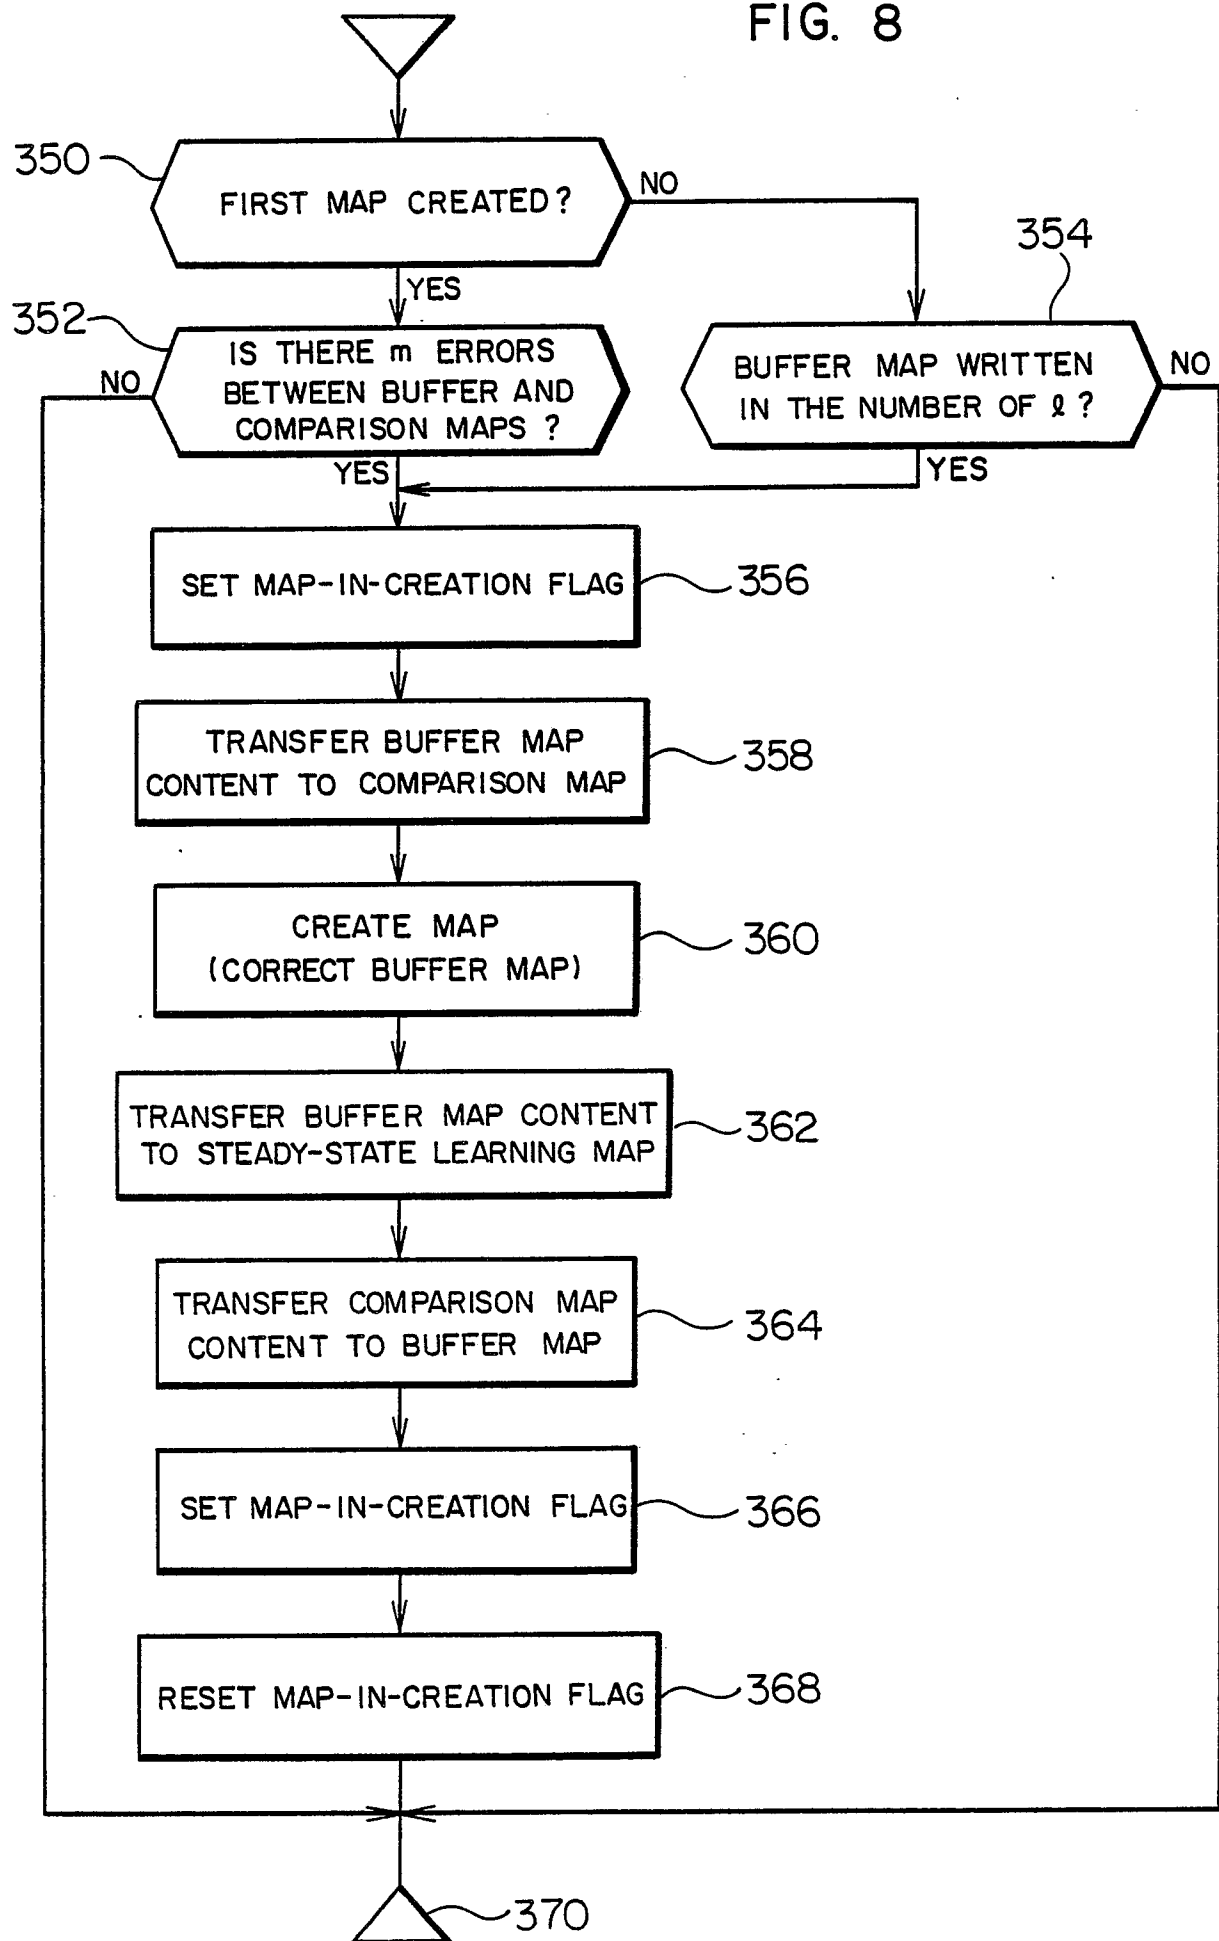 FIG. 8
350
FIRST MAP CREATED?
NO
YES
354
352
IS THERE m ERRORS
BETWEEN BUFFER AND
COMPARISON MAPS ?
NO
YES
BUFFER MAP WRITTEN
IN THE NUMBER OF ℓ ?
NO
YES
SET MAP-IN-CREATION FLAG
356
TRANSFER BUFFER MAP
CONTENT TO COMPARISON MAP
358
CREATE MAP
(CORRECT BUFFER MAP)
360
TRANSFER BUFFER MAP CONTENT
TO STEADY-STATE LEARNING MAP
362
TRANSFER COMPARISON MAP
CONTENT TO BUFFER MAP
364
SET MAP-IN-CREATION FLAG
366
RESET MAP-IN-CREATION FLAG
368
370